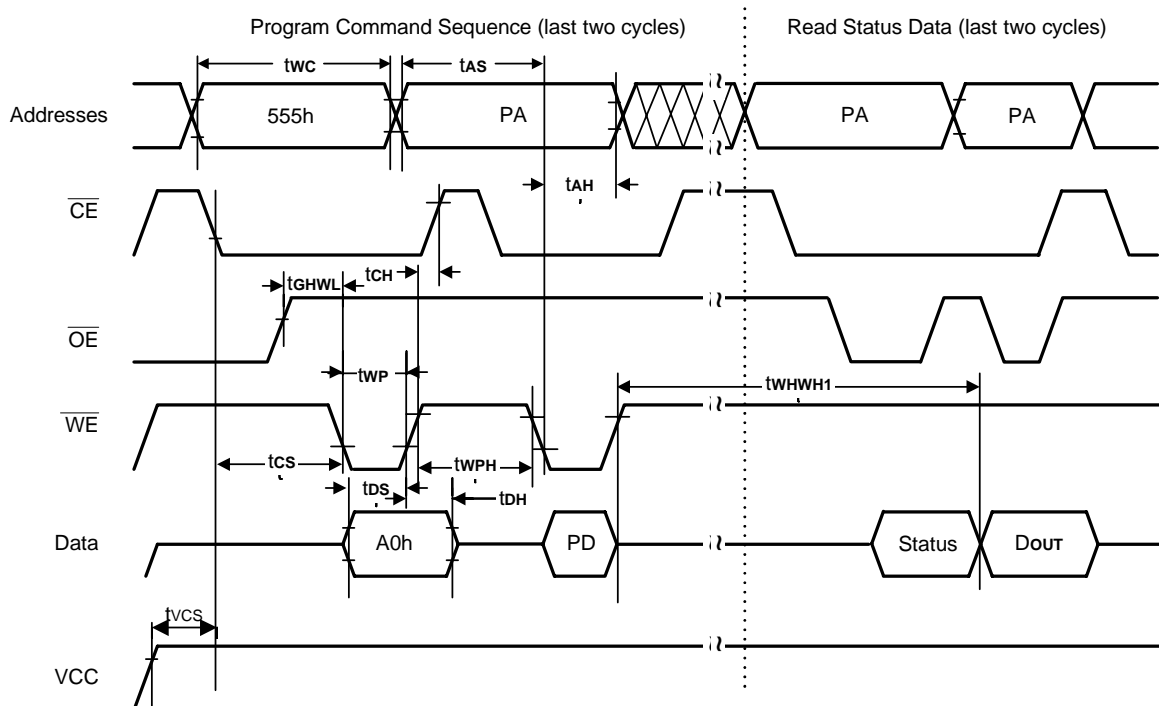 Program Command Sequence (last two cycles)
Read Status Data (last two cycles)
tWC
tAS
Addresses
555h
PA
PA
PA
tAH
CE
tGHWL
tCH
OE
tWP
tWHWH1
WE
tCS
tWPH
tDS
tDH
Data
A0h
PD
Status
DOUT
tVCS
VCC